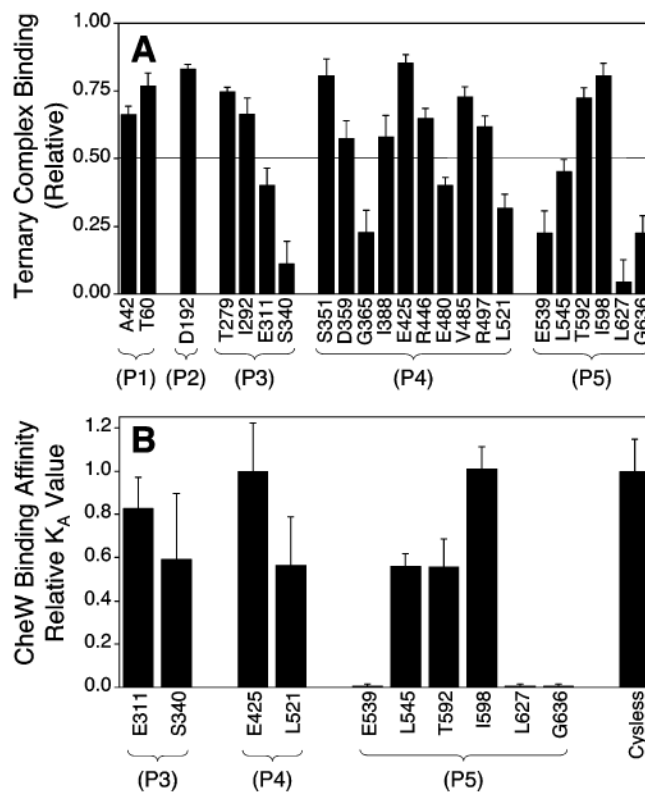 A
Ternary Complex Binding
(Relative)
1.00
0.75
0.50
0.25
0.00
A42
T60
D192
T279
I292
E311
S340
S351
D359
G365
I388
E425
R446
E480
V485
R497
L521
E539
L545
T592
I598
L627
G636
(P1)
(P2)
(P3)
(P4)
(P5)
B
CheW Binding Affinity
Relative K_A Value
1.2
1.0
0.8
0.6
0.4
0.2
0.0
E311
S340
E425
L521
E539
L545
T592
I598
L627
G636
Cysless
(P3)
(P4)
(P5)